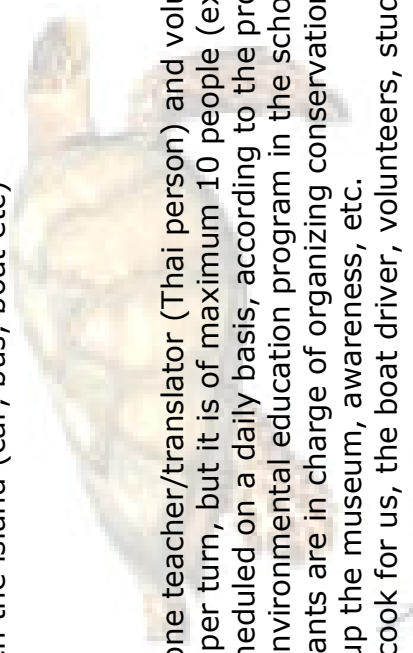 the island (car, bus, boat etc)
one teacher/translator (Thai person) and
per turn, but it is of maximum 10 people
on a daily basis, according to the
environmental education program in the
are in charge of organizing conservation
up the museum, awareness, etc.
cook for us, the boat driver, volunteers,